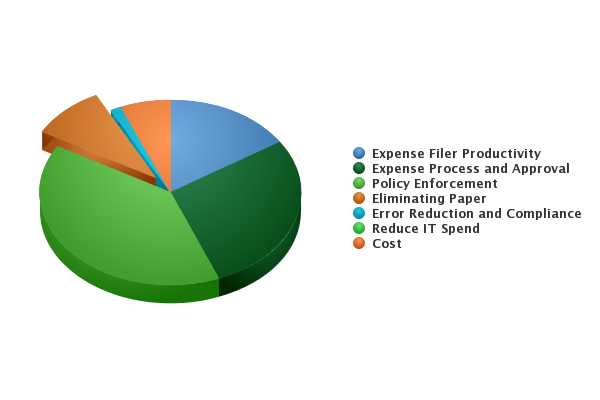 Expense Filer Productivity
Expense Process and Approval
Policy Enforcement
Eliminating Paper
Error Reduction and Compliance
Reduce IT Spend
Cost